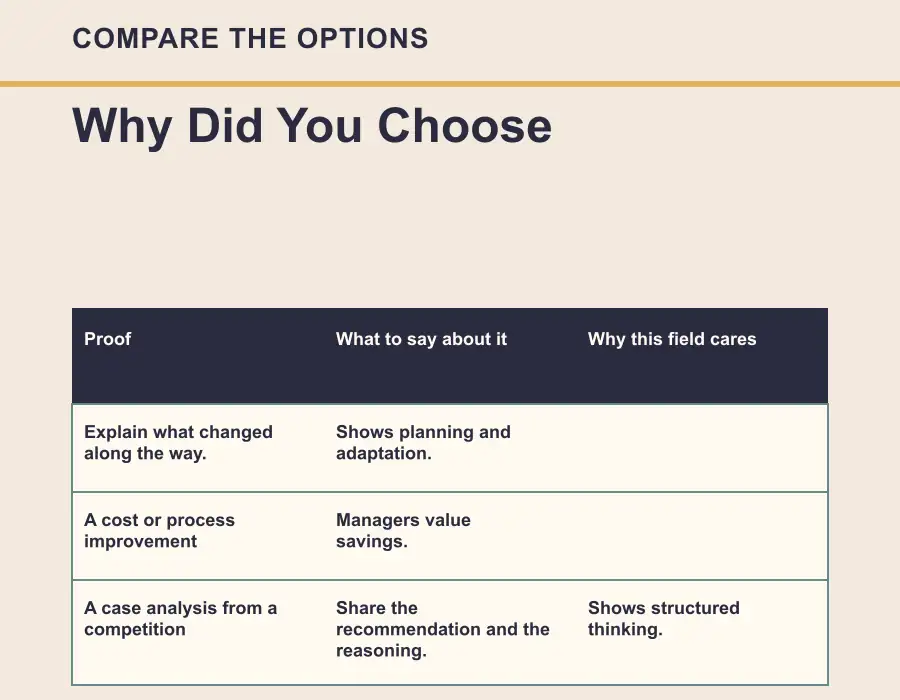 COMPARE THE OPTIONS
Why Did You Choose
Proof
What to say about it
Why this field cares
Explain what changed
along the way.
Shows planning and
adaptation.
A cost or process
improvement
Managers value
savings.
A case analysis from a
competition
Share the
recommendation and the
reasoning.
Shows structured
thinking.